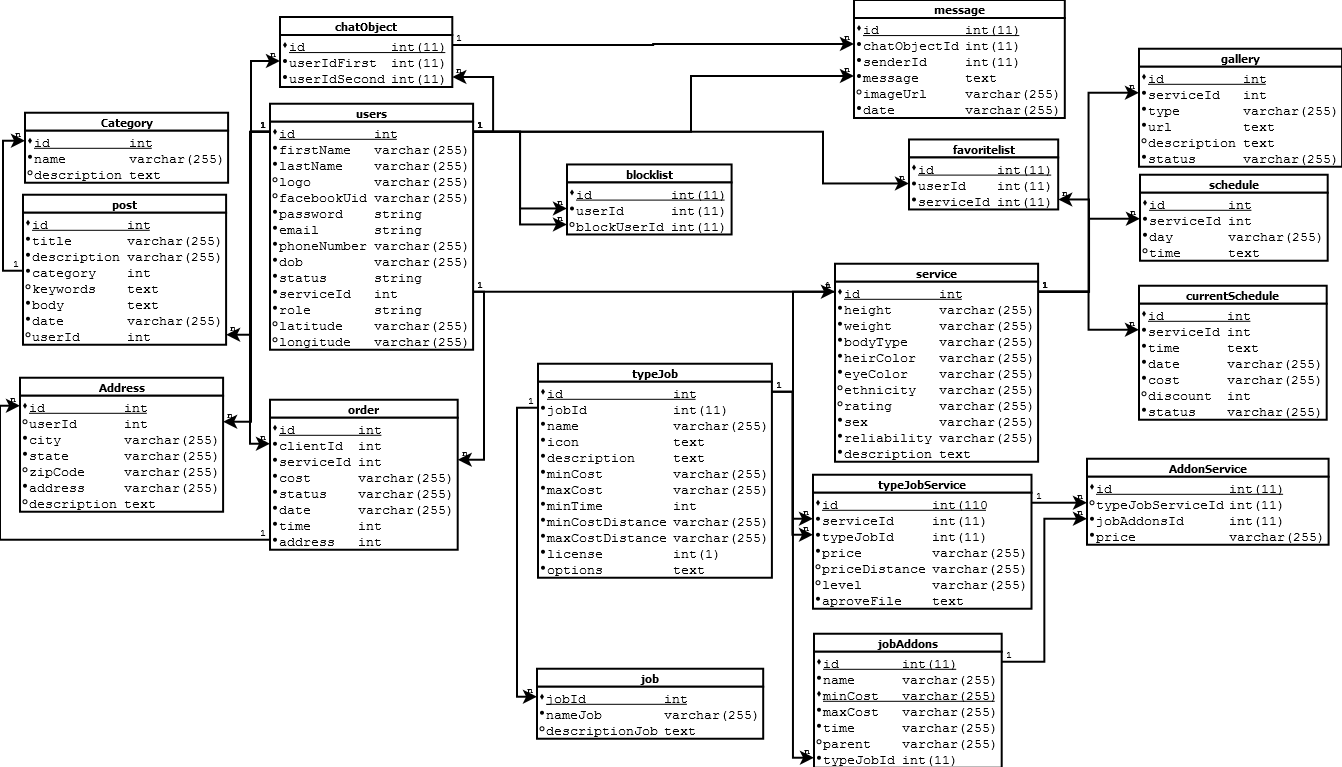 chatObject
id int(11)
userIdFirst int(11)
userIdSecond int(11)
message
id int(11)
chatObjectId int(11)
senderId int(11)
message text
imageUrl varchar(255)
date varchar(255)
gallery
id int
serviceId int
type varchar(255)
url text
description text
status varchar(255)
Category
id int
name varchar(255)
description text
users
id int
firstName varchar(255)
lastName varchar(255)
logo varchar(255)
facebookUid varchar(255)
password string
email string
phoneNumber varchar(255)
dob varchar(255)
status string
serviceId int
role string
latitude varchar(255)
longitude varchar(255)
blocklist
id int(11)
userId int(11)
blockUserId int(11)
favoritelist
id int(11)
userId int(11)
serviceId int(11)
schedule
id int
serviceId int
day varchar(255)
time text
post
id int
title varchar(255)
description varchar(255)
category int
keywords text
body text
date varchar(255)
userId int
service
id int
height varchar(255)
weight varchar(255)
bodyType varchar(255)
heirColor varchar(255)
eyeColor varchar(255)
ethnicity varchar(255)
rating varchar(255)
sex varchar(255)
reliability varchar(255)
description text
currentSchedule
id int
serviceId int
time text
date varchar(255)
cost varchar(255)
discount int
status varchar(255)
Address
id int
userId int
city varchar(255)
state varchar(255)
zipCode varchar(255)
address varchar(255)
description text
order
id int
clientId int
serviceId int
cost varchar(255)
status varchar(255)
date varchar(255)
time int
address int
typeJob
id int
jobId int(11)
name varchar(255)
icon text
description text
minCost varchar(255)
maxCost varchar(255)
minTime int
minCostDistance varchar(255)
maxCostDistance varchar(255)
license int(1)
options text
typeJobService
id int(110
serviceId int(11)
typeJobId int(11)
price varchar(255)
priceDistance varchar(255)
level varchar(255)
aproveFile text
AddonService
id int(11)
typeJobServiceId int(11)
jobAddonsId int(11)
price varchar(255)
job
jobId int
nameJob varchar(255)
descriptionJob text
jobAddons
id int(11)
name varchar(255)
minCost varchar(255)
maxCost varchar(255)
time varchar(255)
parent varchar(255)
typeJobId int(11)